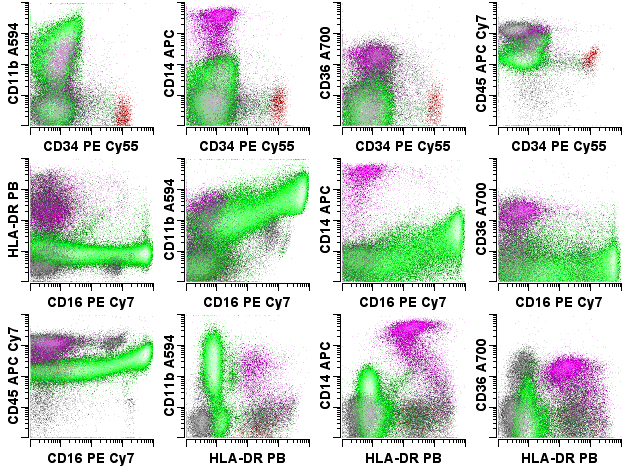 CD11b A594
CD34 PE Cy55
CD14 APC
CD34 PE Cy55
CD36 A700
CD34 PE Cy55
CD45 APC Cy7
CD34 PE Cy55
HLA-DR PB
CD16 PE Cy7
CD11b A594
CD16 PE Cy7
CD14 APC
CD16 PE Cy7
CD36 A700
CD16 PE Cy7
CD45 APC Cy7
CD16 PE Cy7
CD11b A594
HLA-DR PB
CD14 APC
HLA-DR PB
CD36 A700
HLA-DR PB